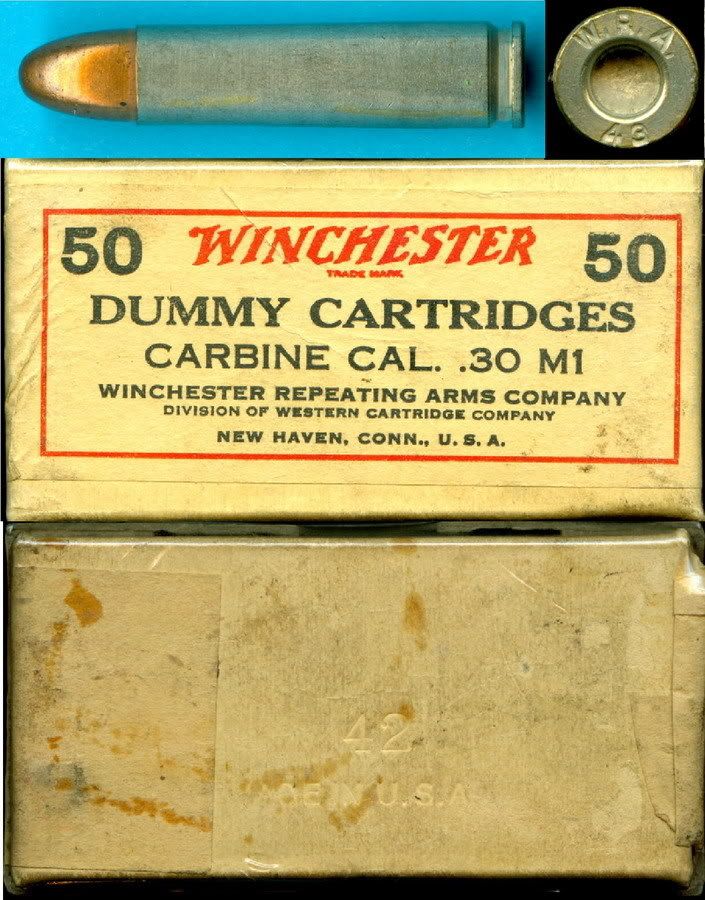 W.R.A.
43
50 WINCHESTER 50
TRADE MARK
DUMMY CARTRIDGES
CARBINE CAL. .30 M1
WINCHESTER REPEATING ARMS COMPANY
DIVISION OF WESTERN CARTRIDGE COMPANY
NEW HAVEN, CONN., U. S. A.
42
IN U.S.A.